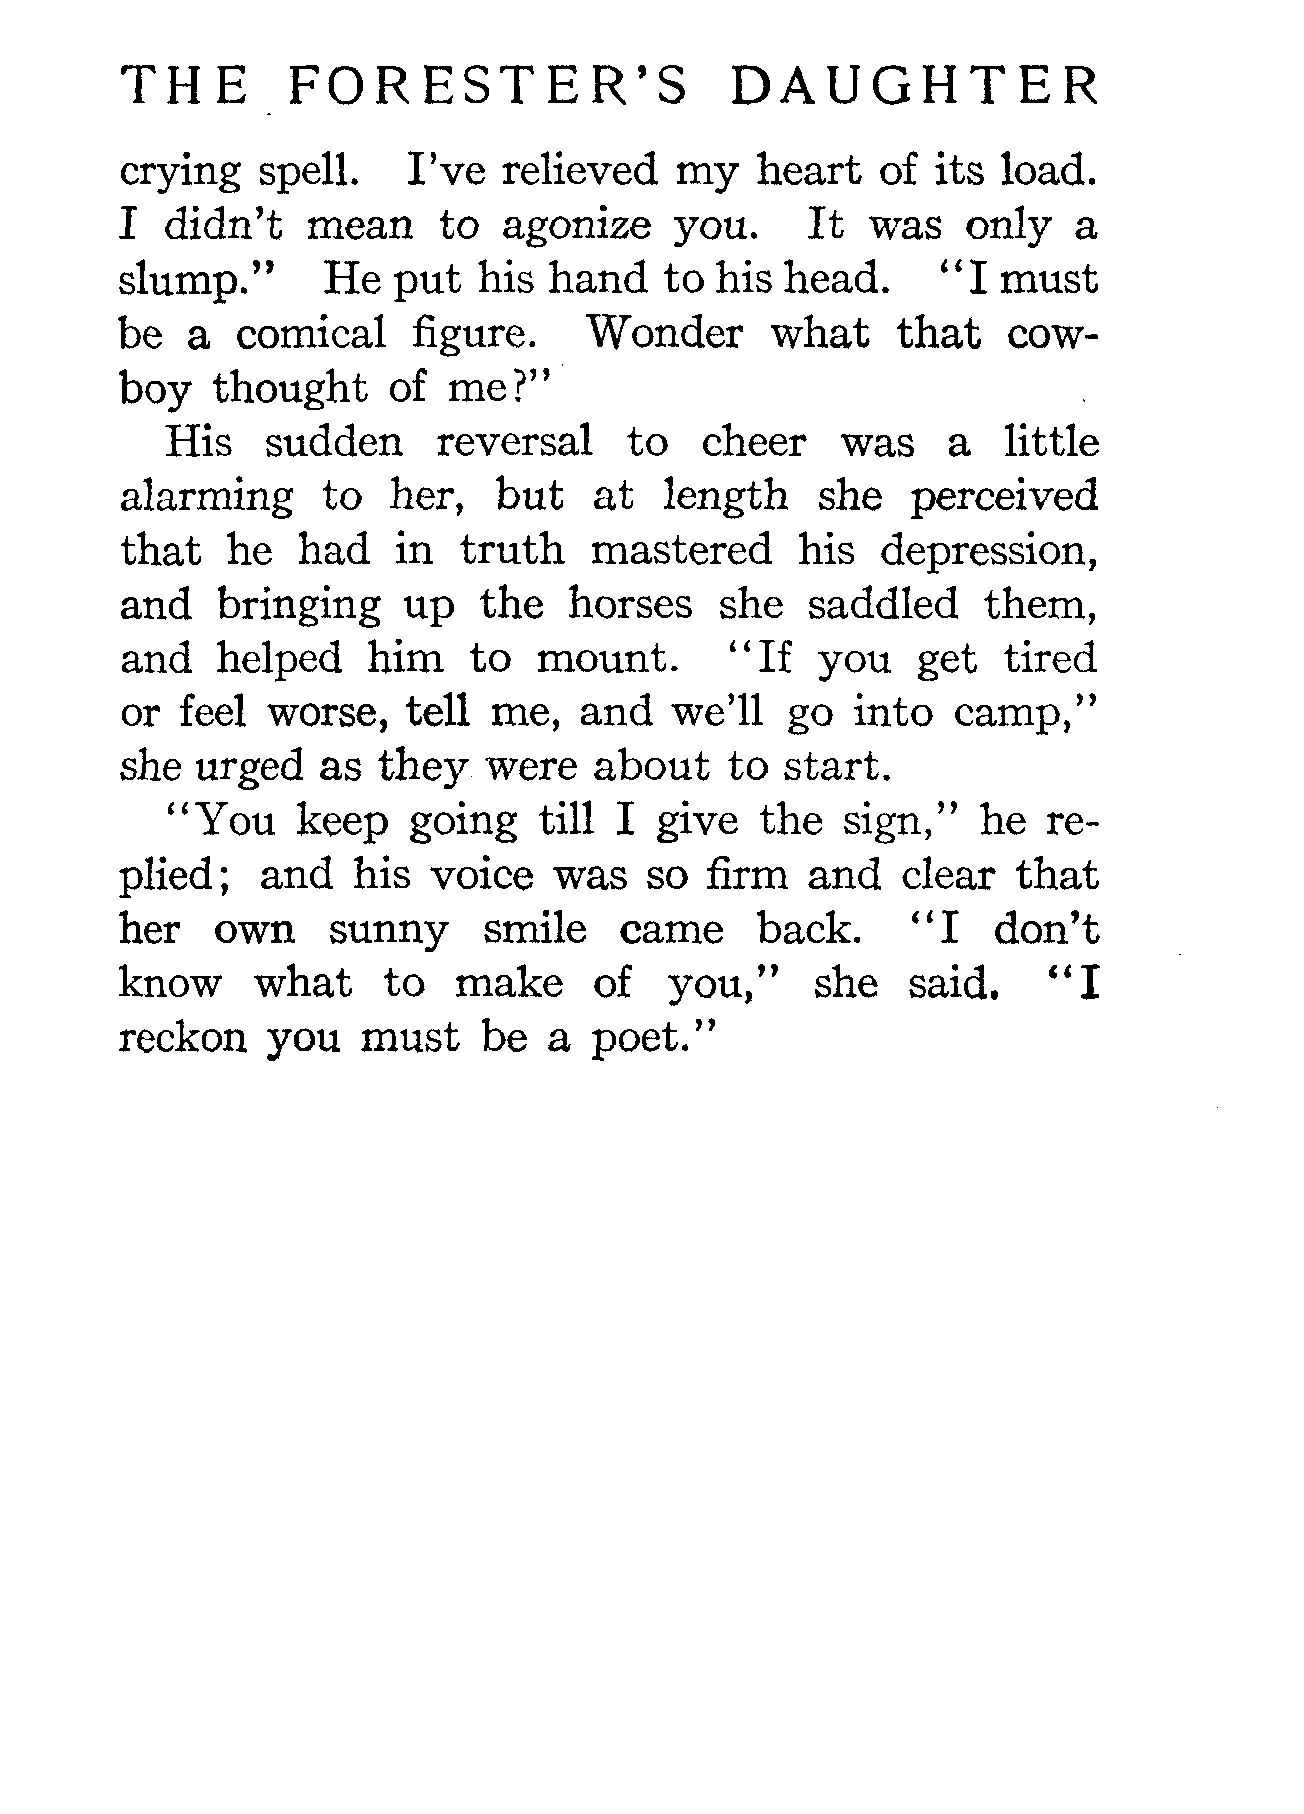 THE FORESTER'S DAUGHTER
crying spell. I've relieved my heart of its load.
I didn't mean to agonize you. It was only a
slump." He put his hand to his head. "I must
be a comical figure. Wonder what that cow-
boy thought of me?"
His sudden reversal to cheer was a little
alarming to her, but at length she perceived
that he had in truth mastered his depression,
and bringing up the horses she saddled them,
and helped him to mount. "If you get tired
or feel worse, tell me, and we'll go into camp,"
she urged as they were about to start.
"You keep going till I give the sign," he re-
plied; and his voice was so firm and clear that
her own sunny smile came back. "I don't
know what to make of you," she said. "I
reckon you must be a poet."